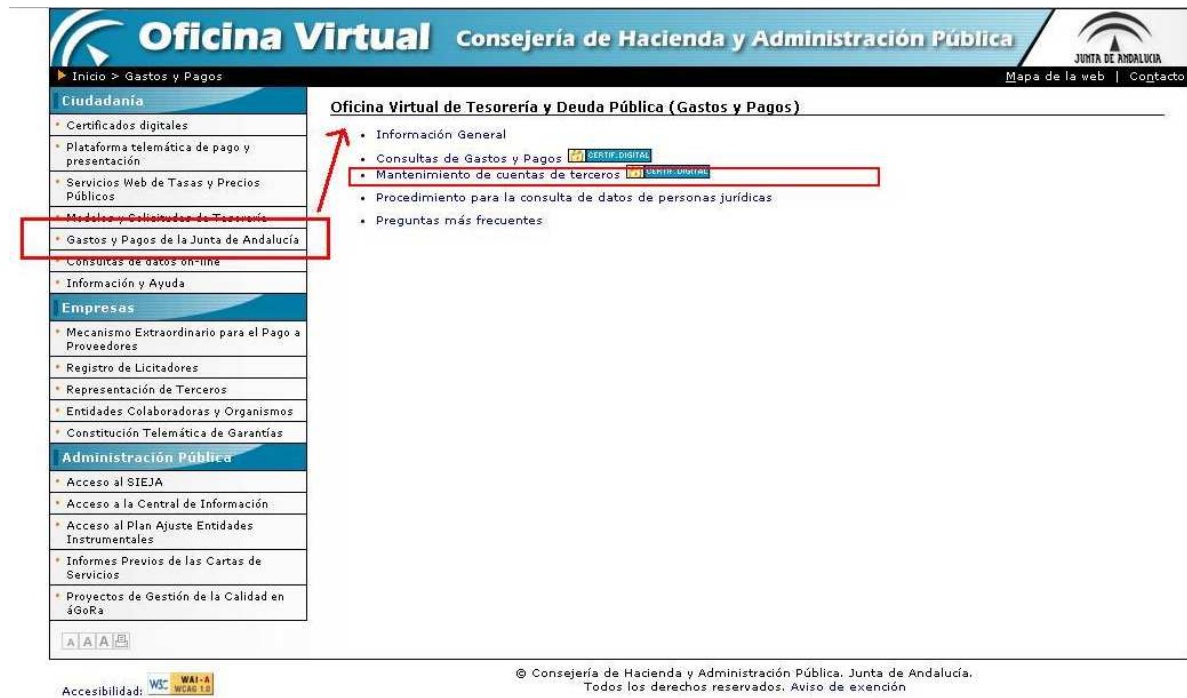 Oficina Virtual Consejería de Hacienda y Administración Pública
JUNTA DE ANDALUCIA
Inicio > Gastos y Pagos
Mapa de la web | Contacto
Ciudadanía
Certificados digitales
Plataforma telemática de pago y
presentación
Servicios Web de Tasas y Precios
Públicos
Modelos y Solicitudes de Tesorería
Gastos y Pagos de la Junta de Andalucía
Consultas de datos on-line
Información y Ayuda
Empresas
Mecanismo Extraordinario para el Pago a
Proveedores
Registro de Licitadores
Representación de Terceros
Entidades Colaboradoras y Organismos
Constitución Telemática de Garantías
Administración Pública
Acceso al SIEJA
Acceso a la Central de Información
Acceso al Plan Ajuste Entidades
Instrumentales
Informes Previos de las Cartas de
Servicios
Proyectos de Gestión de la Calidad en
áGoRa
A A A
Oficina Virtual de Tesorería y Deuda Pública (Gastos y Pagos)
Información General
Consultas de Gastos y Pagos CERTIF.DIGITAL
Mantenimiento de cuentas de terceros CERTIF.DIGITAL
Procedimiento para la consulta de datos de personas jurídicas
Preguntas más frecuentes
Accesibilidad: W3C WAI-A WCAG 1.0
© Consejería de Hacienda y Administración Pública. Junta de Andalucía.
Todos los derechos reservados. Aviso de exención